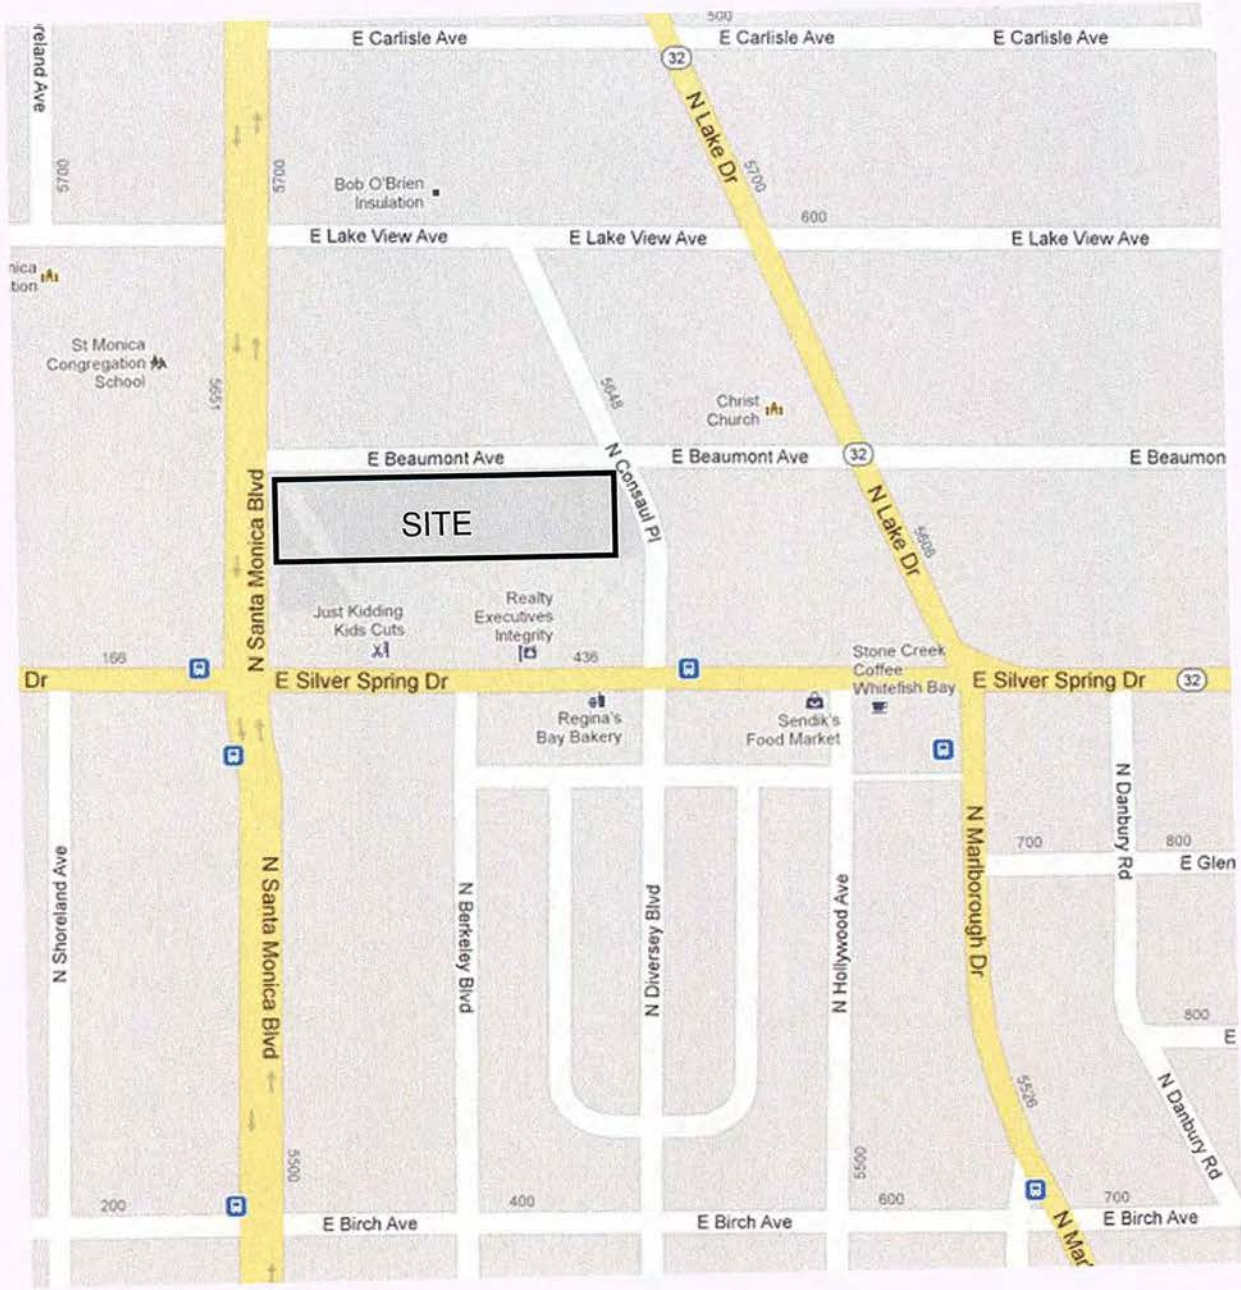 500
E Carlisle Ave
E Carlisle Ave
E Carlisle Ave
reland Ave
32
N Lake Dr
5700
5700
5700
Bob O'Brien
Insulation
600
E Lake View Ave
E Lake View Ave
E Lake View Ave
nica
tion
St Monica
Congregation
School
5651
5648
Christ
Church
N Santa Monica Blvd
E Beaumont Ave
N Consaul Pl
E Beaumont Ave
32
E Beaumon
SITE
N Lake Dr
5606
Just Kidding
Kids Cuts
Realty
Executives
Integrity
166
436
Stone Creek
Coffee
Whitefish Bay
Dr
E Silver Spring Dr
E Silver Spring Dr
32
Regina's
Bay Bakery
Sendik's
Food Market
N Shoreland Ave
N Santa Monica Blvd
N Berkeley Blvd
N Diversey Blvd
N Hollywood Ave
N Marlborough Dr
N Danbury Rd
700
800
E Glen
800
E
5526
N Danbury Rd
5500
5500
200
400
600
700
E Birch Ave
E Birch Ave
E Birch Ave
N Mar